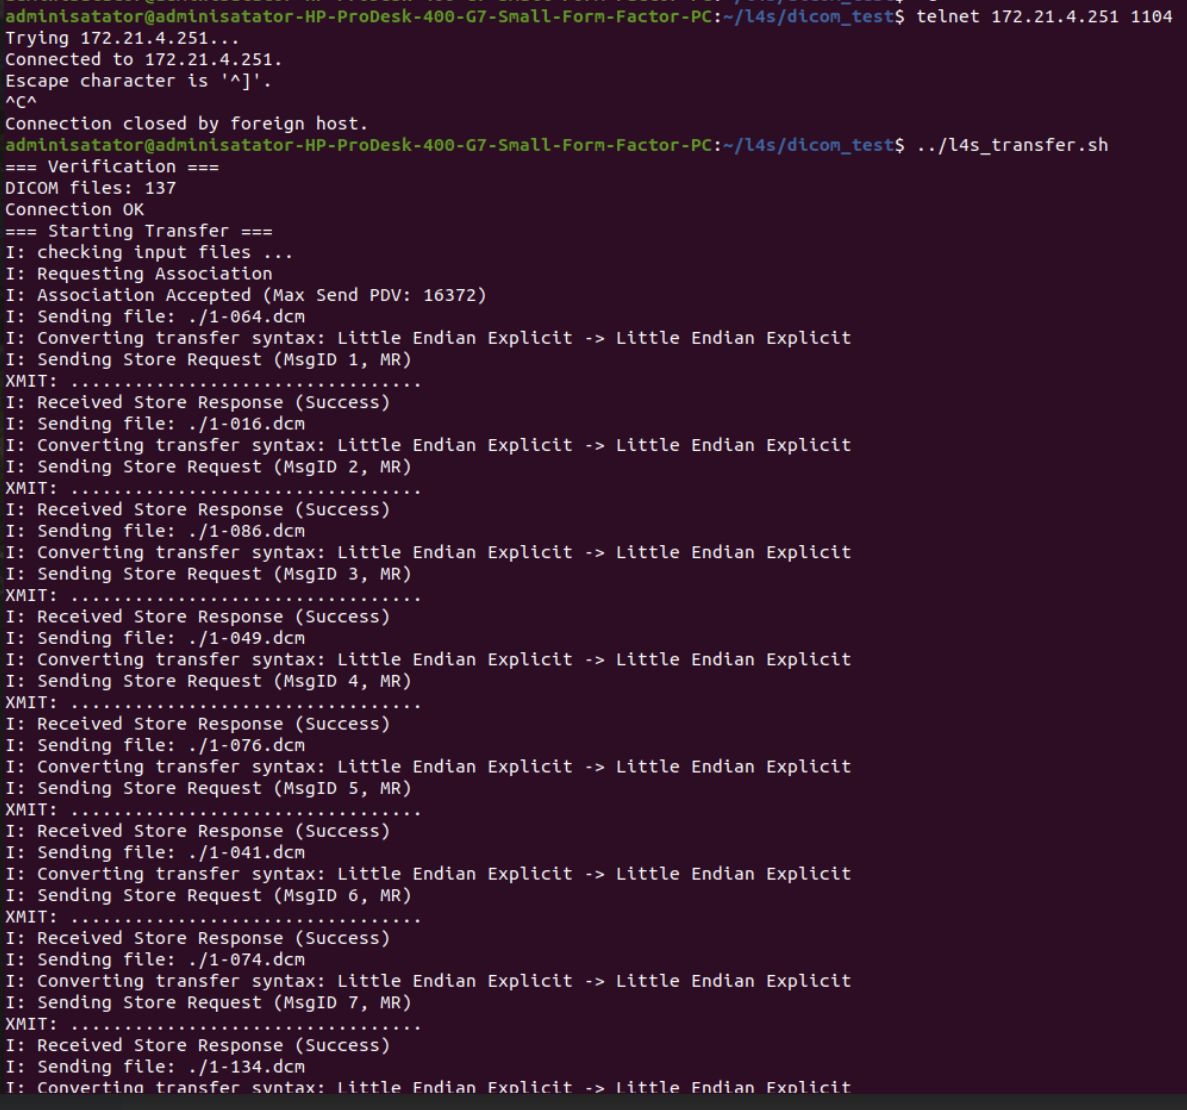 adminisatator@adminisatator-HP-ProDesk-400-G7-Small-Form-Factor-PC:~/l4s/dicom_test$ telnet 172.21.4.251 1104
Trying 172.21.4.251...
Connected to 172.21.4.251.
Escape character is '^]'.
^C^
Connection closed by foreign host.
adminisatator@adminisatator-HP-ProDesk-400-G7-Small-Form-Factor-PC:~/l4s/dicom_test$ ../l4s_transfer.sh
=== Verification ===
DICOM files: 137
Connection OK
=== Starting Transfer ===
I: checking input files ...
I: Requesting Association
I: Association Accepted (Max Send PDV: 16372)
I: Sending file: ./1-064.dcm
I: Converting transfer syntax: Little Endian Explicit -> Little Endian Explicit
I: Sending Store Request (MsgID 1, MR)
XMIT: .................................
I: Received Store Response (Success)
I: Sending file: ./1-016.dcm
I: Converting transfer syntax: Little Endian Explicit -> Little Endian Explicit
I: Sending Store Request (MsgID 2, MR)
XMIT: .................................
I: Received Store Response (Success)
I: Sending file: ./1-086.dcm
I: Converting transfer syntax: Little Endian Explicit -> Little Endian Explicit
I: Sending Store Request (MsgID 3, MR)
XMIT: .................................
I: Received Store Response (Success)
I: Sending file: ./1-049.dcm
I: Converting transfer syntax: Little Endian Explicit -> Little Endian Explicit
I: Sending Store Request (MsgID 4, MR)
XMIT: .................................
I: Received Store Response (Success)
I: Sending file: ./1-076.dcm
I: Converting transfer syntax: Little Endian Explicit -> Little Endian Explicit
I: Sending Store Request (MsgID 5, MR)
XMIT: .................................
I: Received Store Response (Success)
I: Sending file: ./1-041.dcm
I: Converting transfer syntax: Little Endian Explicit -> Little Endian Explicit
I: Sending Store Request (MsgID 6, MR)
XMIT: .................................
I: Received Store Response (Success)
I: Sending file: ./1-074.dcm
I: Converting transfer syntax: Little Endian Explicit -> Little Endian Explicit
I: Sending Store Request (MsgID 7, MR)
XMIT: .................................
I: Received Store Response (Success)
I: Sending file: ./1-134.dcm
I: Converting transfer syntax: Little Endian Explicit -> Little Endian Explicit